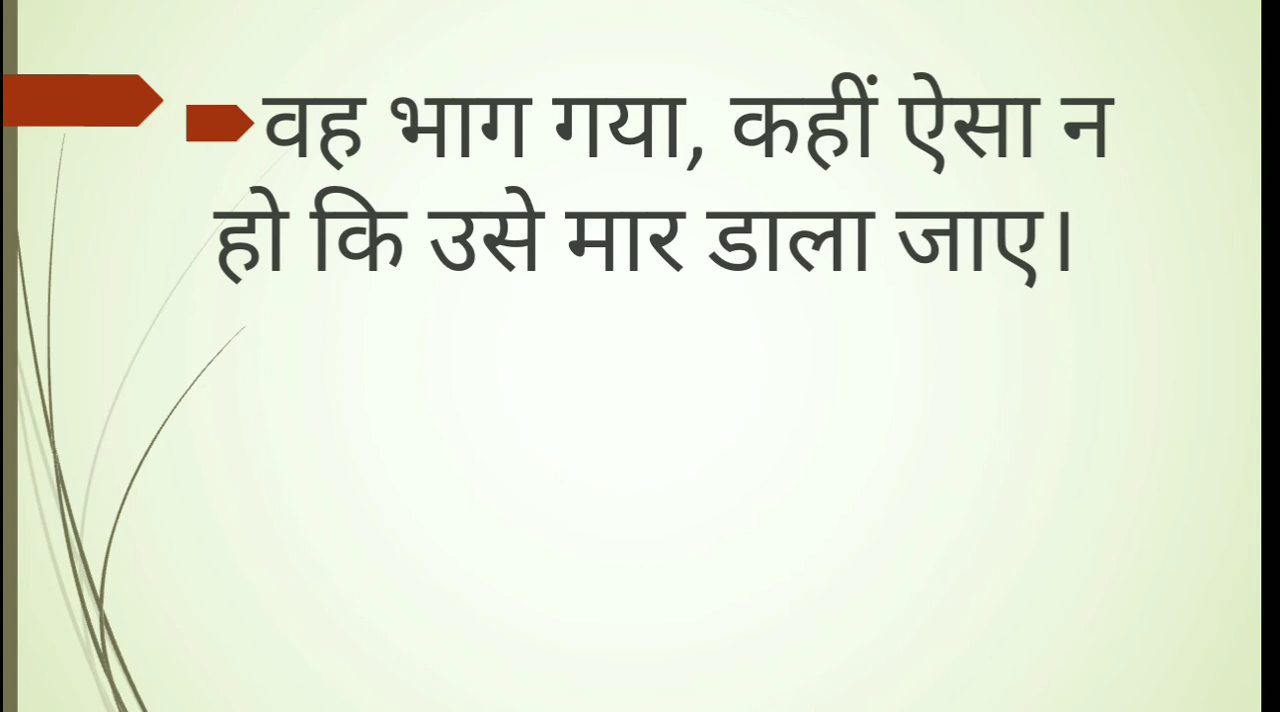 वह भाग गया, कहीं ऐसा न
हो कि उसे मार डाला जाए।